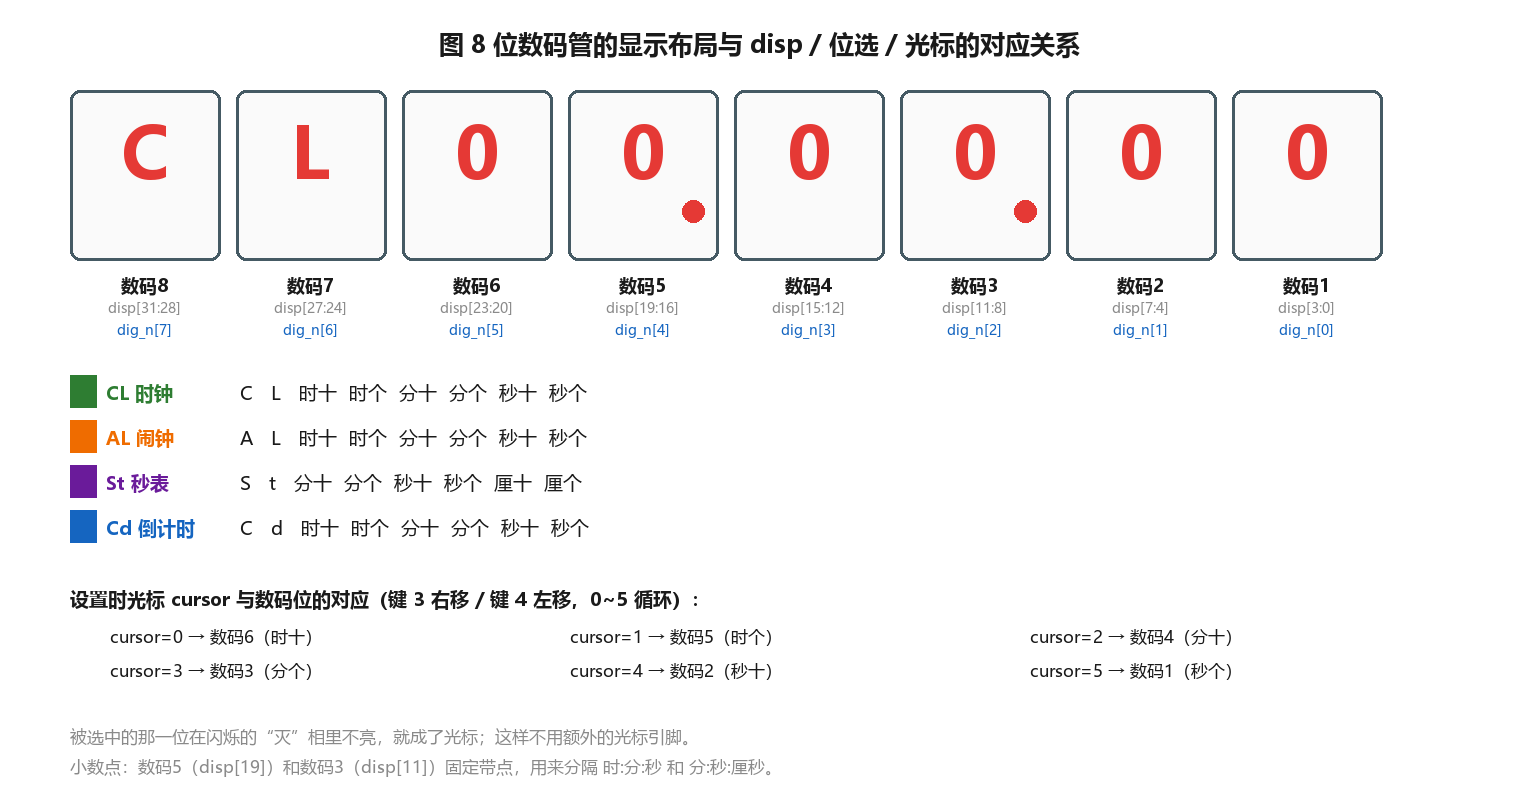 图 8 位数码管的显示布局与 disp / 位选 / 光标的对应关系
C L 0 0. 0 0. 0 0
数码8 数码7 数码6 数码5 数码4 数码3 数码2 数码1
disp[31:28] disp[27:24] disp[23:20] disp[19:16] disp[15:12] disp[11:8] disp[7:4] disp[3:0]
dig_n[7] dig_n[6] dig_n[5] dig_n[4] dig_n[3] dig_n[2] dig_n[1] dig_n[0]
CL 时钟 C L 时十 时个 分十 分个 秒十 秒个
AL 闹钟 A L 时十 时个 分十 分个 秒十 秒个
St 秒表 S t 分十 分个 秒十 秒个 厘十 厘个
Cd 倒计时 C d 时十 时个 分十 分个 秒十 秒个
设置时光标 cursor 与数码位的对应（键 3 右移 / 键 4 左移，0~5 循环）：
cursor=0 → 数码6（时十） cursor=1 → 数码5（时个） cursor=2 → 数码4（分十）
cursor=3 → 数码3（分个） cursor=4 → 数码2（秒十） cursor=5 → 数码1（秒个）
被选中的那一位在闪烁的“灭”相里不亮，就成了光标；这样不用额外的光标引脚。
小数点：数码5（disp[19]）和数码3（disp[11]）固定带点，用来分隔 时:分:秒 和 分:秒:厘秒。